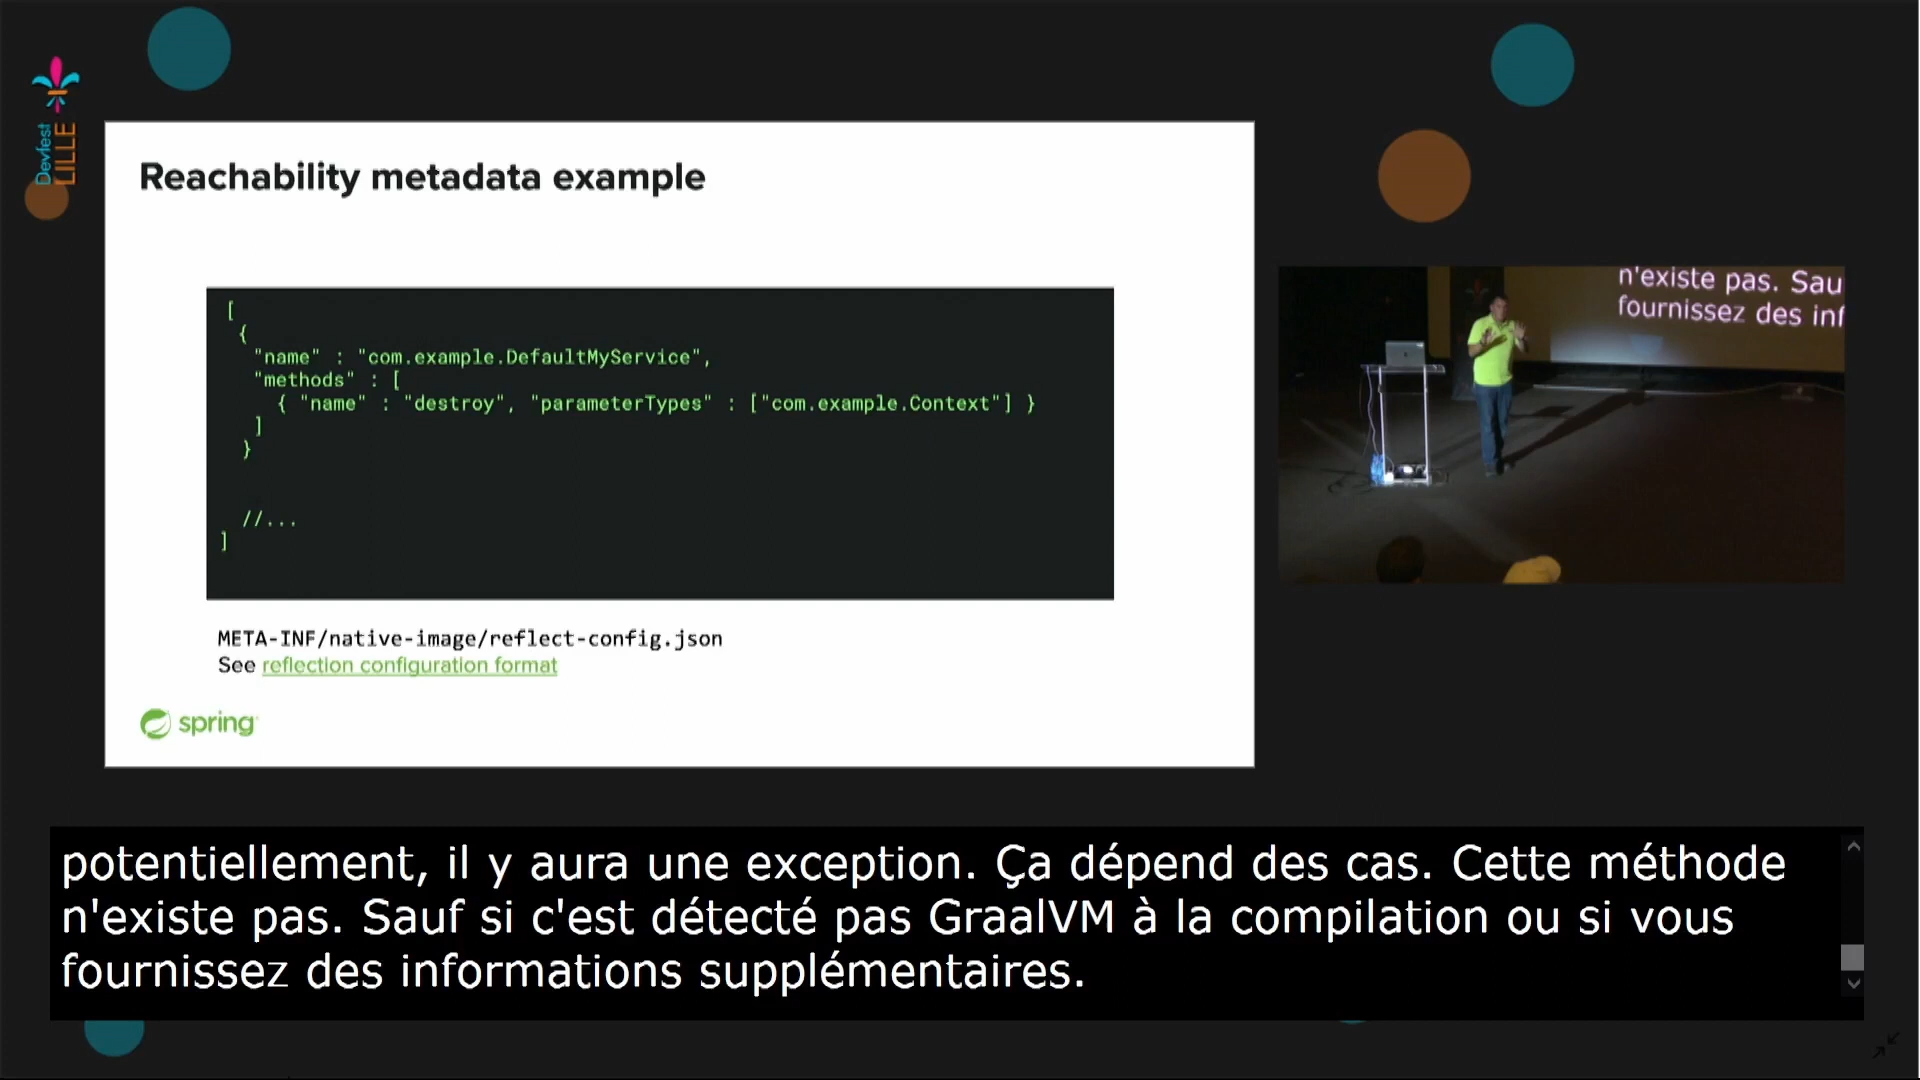 Devfest
LILLE
Reachability metadata example
[
{
"name" : "com.example.DefaultMyService",
"methods" : [
{ "name" : "destroy", "parameterTypes" : ["com.example.Context"] }
]
}
//...
]
META-INF/native-image/reflect-config.json
See reflection configuration format
spring
n'existe pas. Sau
fournissez des inf
potentiellement, il y aura une exception. Ça dépend des cas. Cette méthode
n'existe pas. Sauf si c'est détecté pas GraalVM à la compilation ou si vous
fournissez des informations supplémentaires.